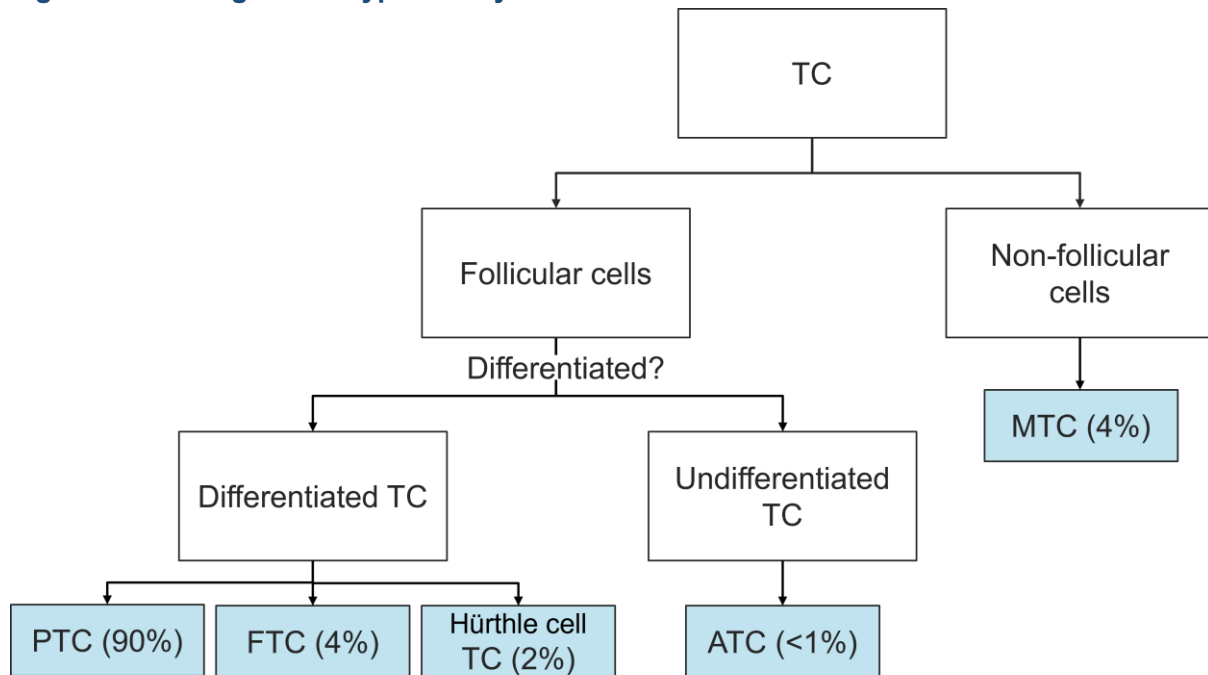 TC
Follicular cells
Non-follicular
cells
Differentiated?
MTC (4%)
Differentiated TC
Undifferentiated
TC
PTC (90%)
FTC (4%)
Hürthle cell
TC (2%)
ATC (<1%)